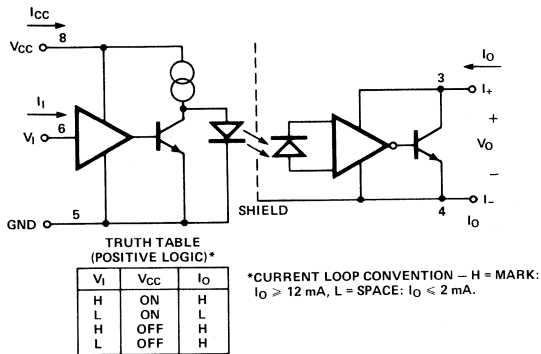 ICC
8
VCC
II
6
VI
5
GND
SHIELD
IO
3
I+
+
VO
−
4
I−
IO
TRUTH TABLE
(POSITIVE LOGIC)*
VI VCC IO
H ON H
L ON L
H OFF H
L OFF H
*CURRENT LOOP CONVENTION – H = MARK:
IO ⩾ 12 mA, L = SPACE: IO ⩽ 2 mA.